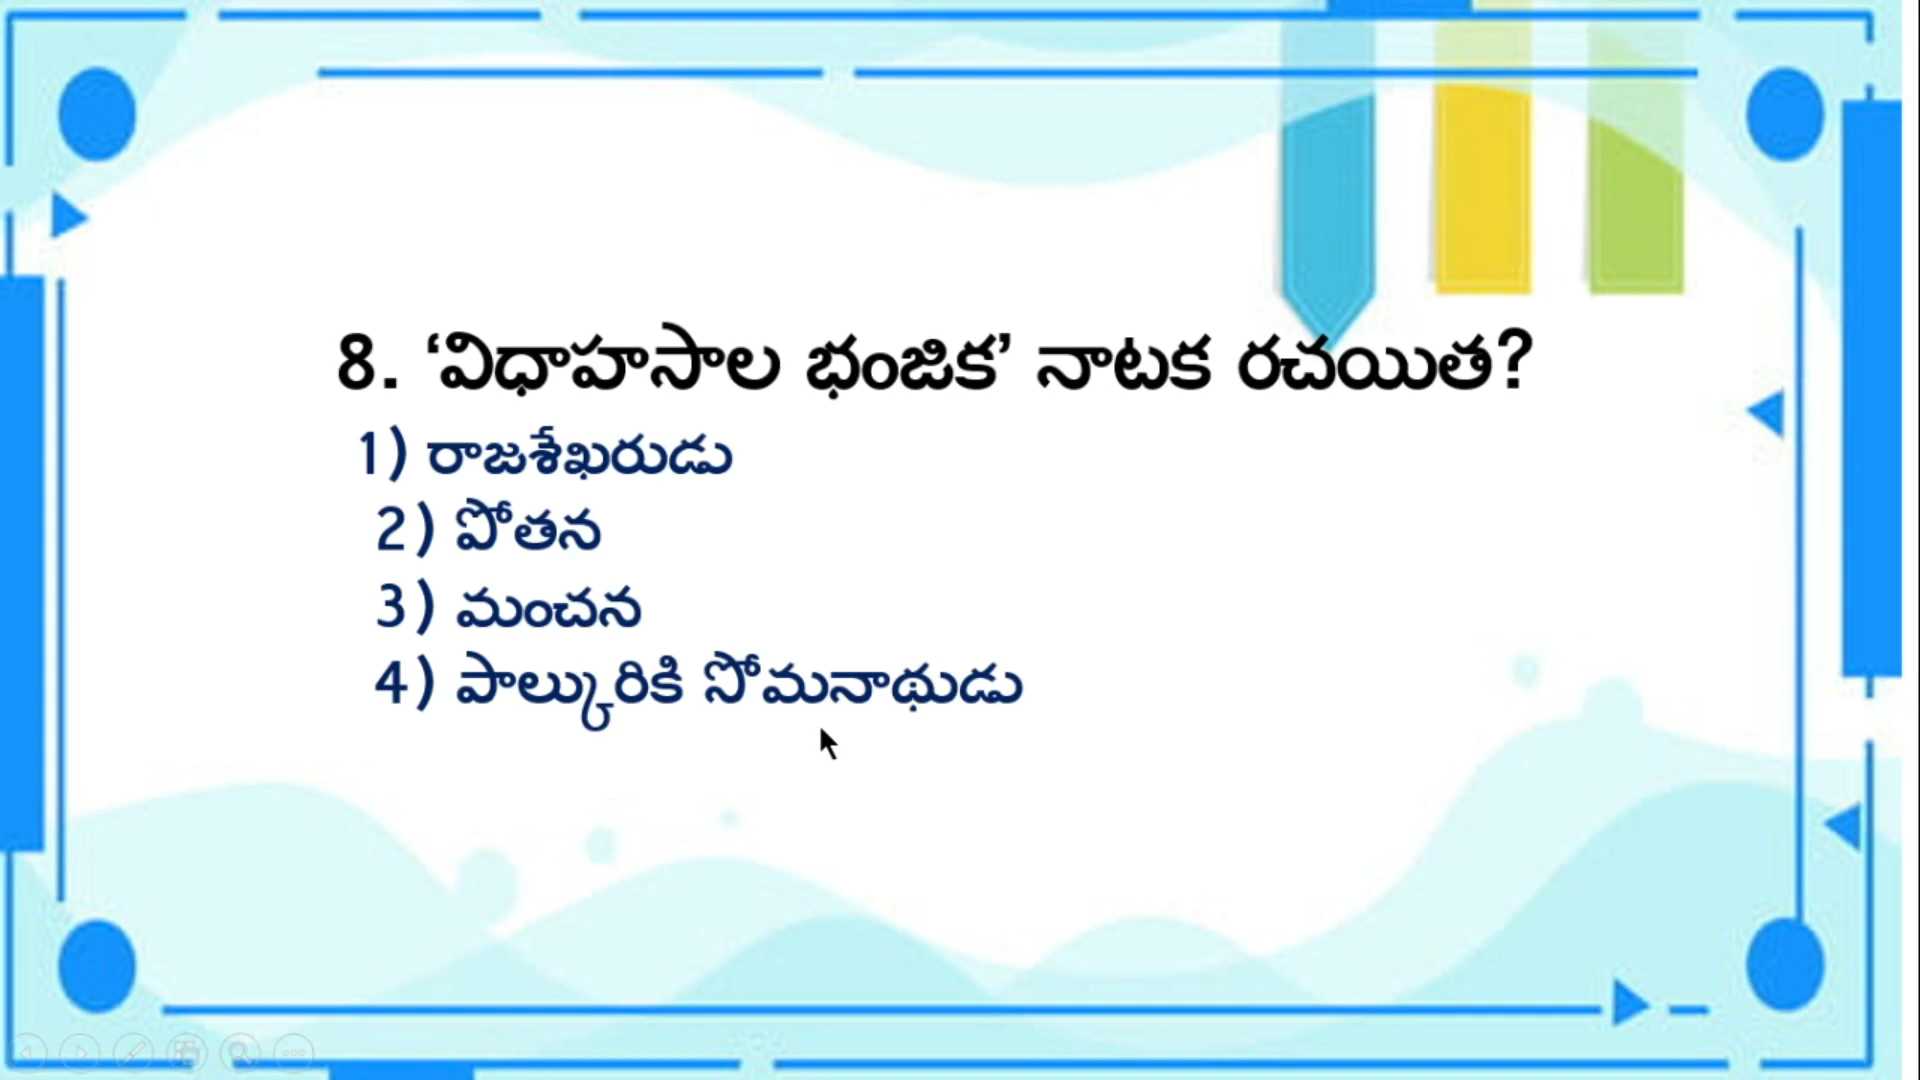 8. ‘విధాహసాల భంజిక’ నాటక రచయిత?
1) రాజశేఖరుడు
2) పోతన
3) మంచన
4) పాల్కురికి సోమనాథుడు